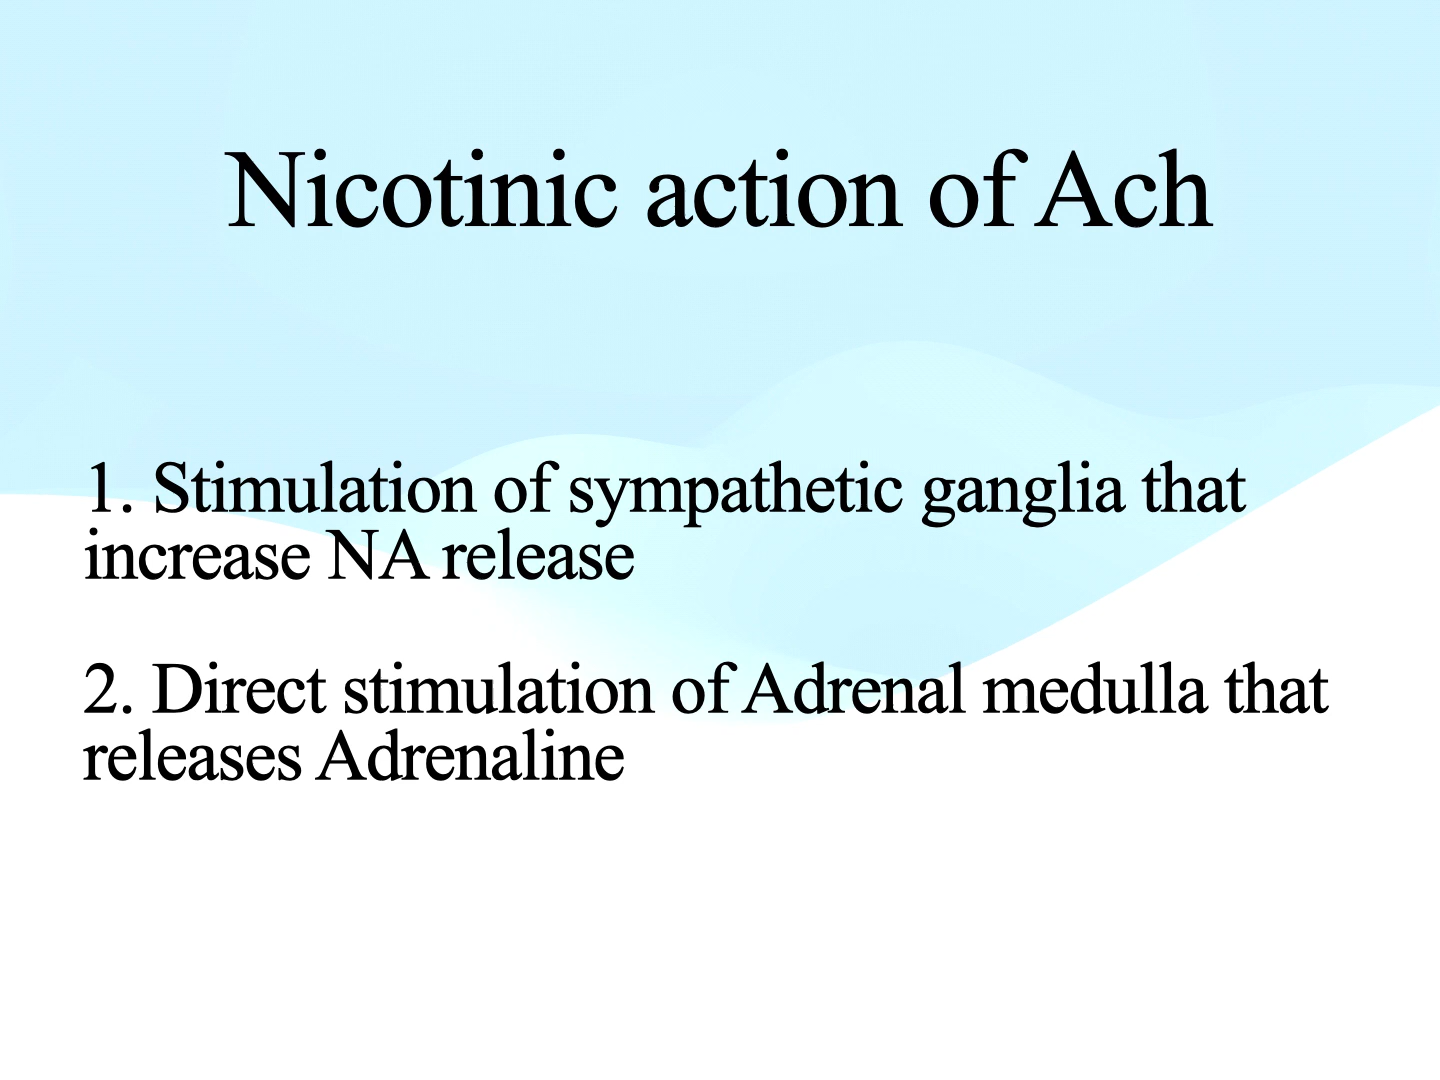 Nicotinic action of Ach
1. Stimulation of sympathetic ganglia that
increase NA release
2. Direct stimulation of Adrenal medulla that
releases Adrenaline